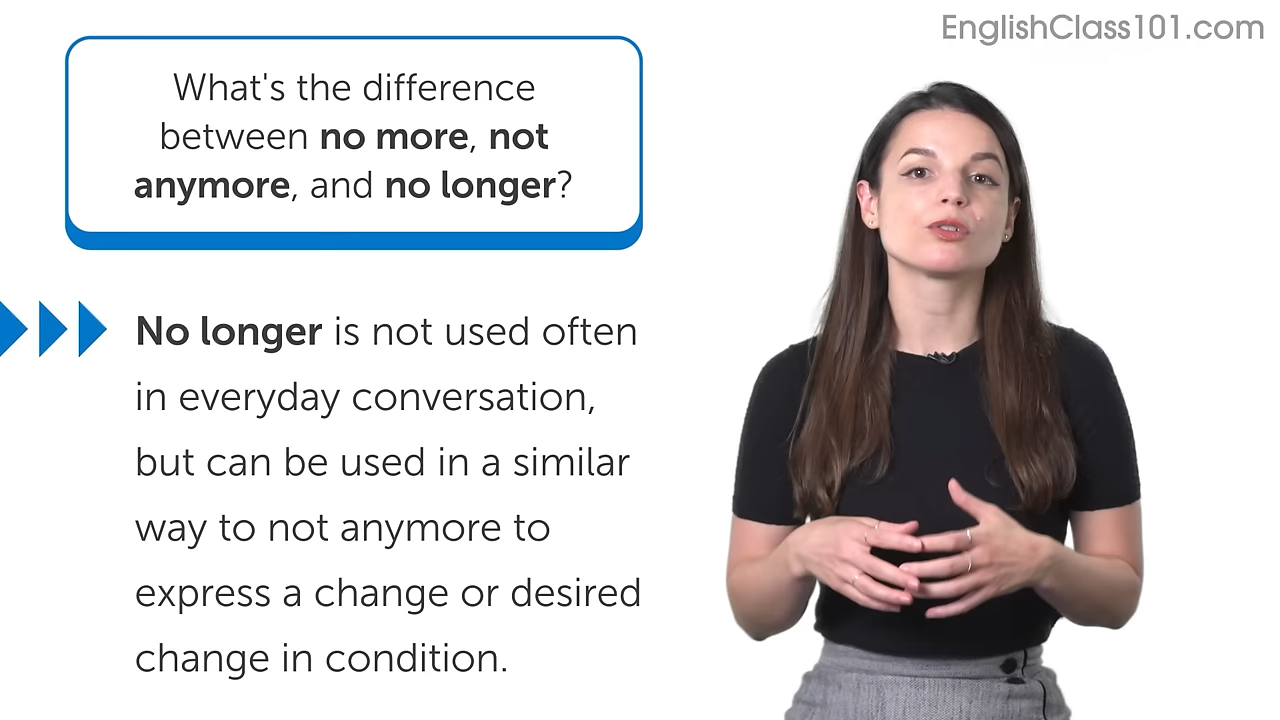 EnglishClass101.com
What's the difference
between no more, not
anymore, and no longer?
No longer is not used often
in everyday conversation,
but can be used in a similar
way to not anymore to
express a change or desired
change in condition.